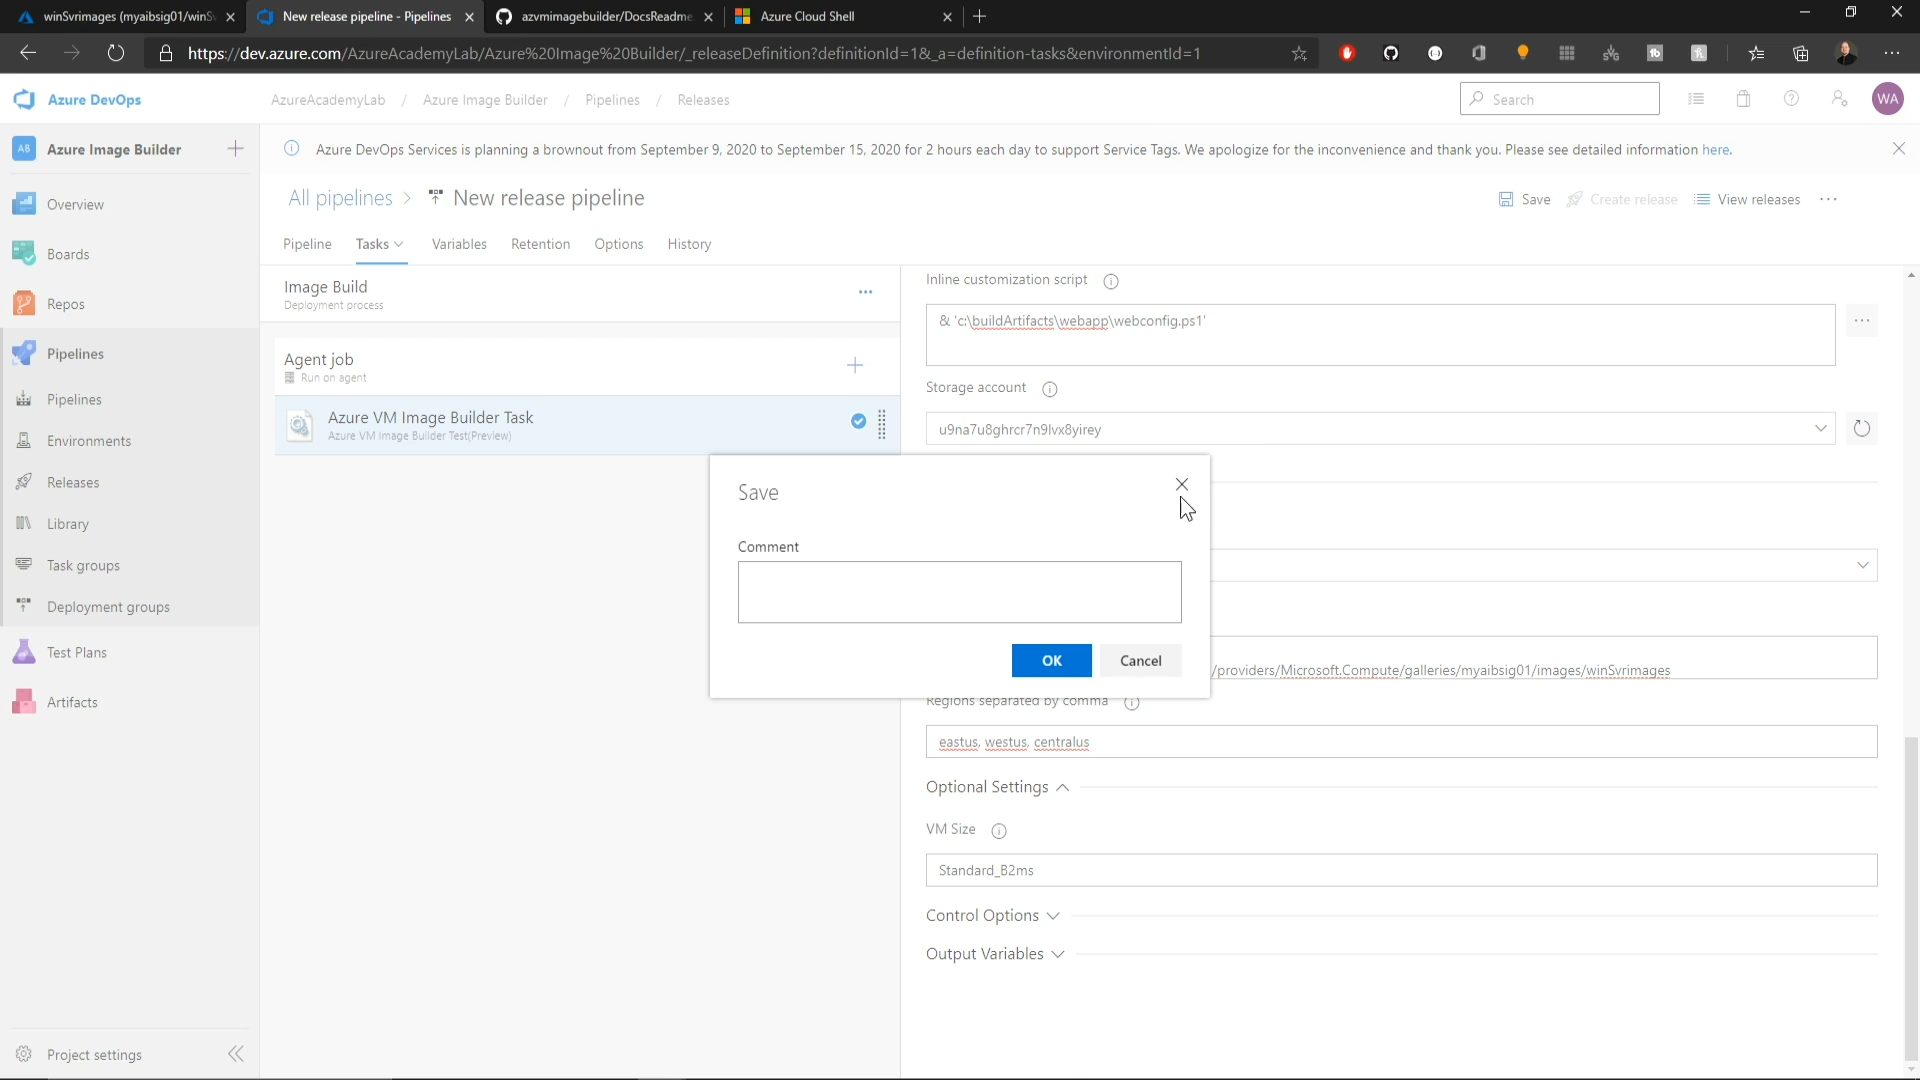 winSvrimages (myaibsig01/winSv
New release pipeline - Pipelines
azvmimagebuilder/DocsReadme
Azure Cloud Shell
https://dev.azure.com/AzureAcademyLab/Azure%20Image%20Builder/_releaseDefinition?definitionId=1&_a=definition-tasks&environmentId=1
Azure DevOps
AzureAcademyLab / Azure Image Builder / Pipelines / Releases
Search
WA
AB
Azure Image Builder
Azure DevOps Services is planning a brownout from September 9, 2020 to September 15, 2020 for 2 hours each day to support Service Tags. We apologize for the inconvenience and thank you. Please see detailed information here.
All pipelines > New release pipeline
Save
Create release
View releases
Overview
Boards
Repos
Pipelines
Pipelines
Environments
Releases
Library
Task groups
Deployment groups
Test Plans
Artifacts
Project settings
Pipeline
Tasks
Variables
Retention
Options
History
Image Build
Deployment process
Agent job
Run on agent
Azure VM Image Builder Task
Azure VM Image Builder Test(Preview)
Inline customization script
& 'c:\buildArtifacts\webapp\webconfig.ps1'
Storage account
u9na7u8ghrcr7n9lvx8yirey
Save
Comment
OK
Cancel
/providers/Microsoft.Compute/galleries/myaibsig01/images/winSvrimages
Regions separated by comma
eastus, westus, centralus
Optional Settings
VM Size
Standard_B2ms
Control Options
Output Variables